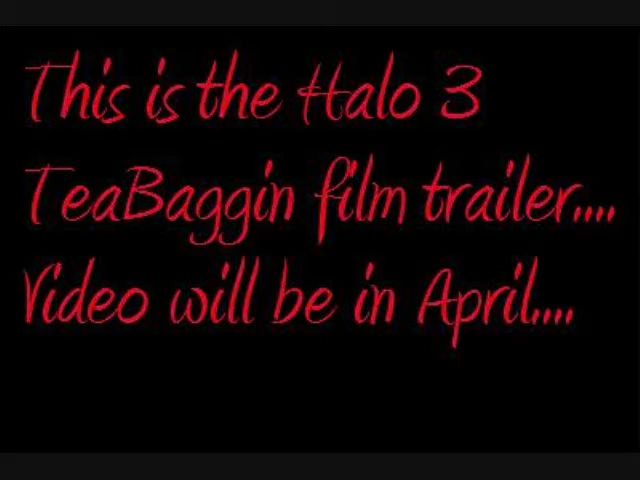 This is the Halo 3
TeaBaggin film trailer....
Video will be in April....